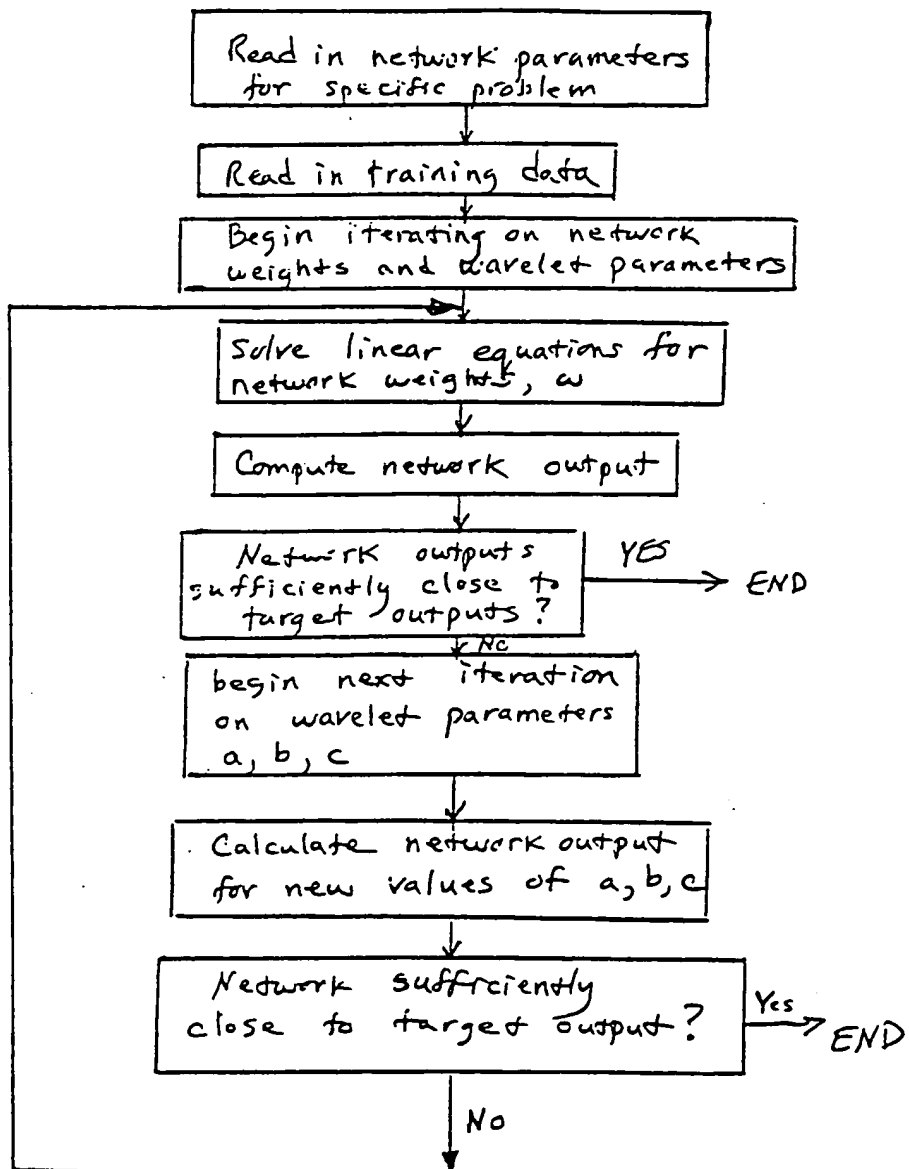 Read in network parameters
for specific problem
Read in training data
Begin iterating on network
weights and wavelet parameters
Solve linear equations for
network weights, ω
Compute network output
Network outputs
sufficiently close to
target outputs?
YES
END
No
begin next iteration
on wavelet parameters
a, b, c
Calculate network output
for new values of a, b, c
Network sufficiently
close to target output?
Yes
END
No